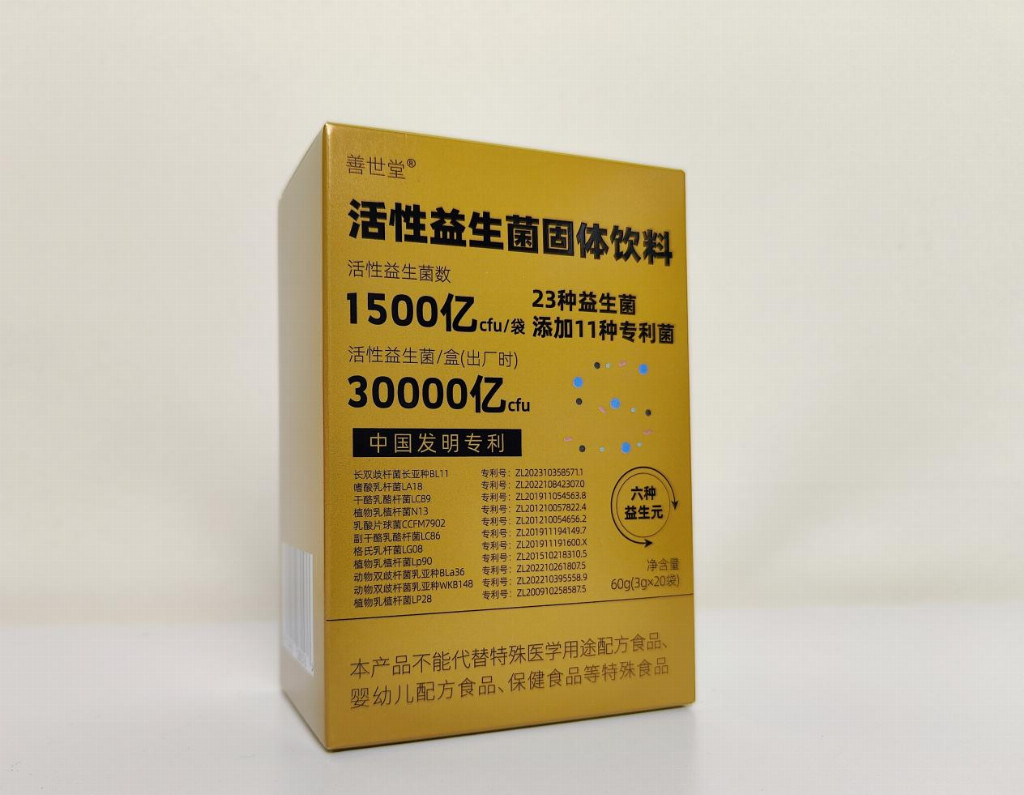 善世堂®
活性益生菌固体饮料
活性益生菌数
1500亿cfu/袋
23种益生菌
添加11种专利菌
活性益生菌/盒(出厂时)
30000亿cfu
中国发明专利
长双歧杆菌长亚种BL11 专利号：ZL202310358571.1
嗜酸乳杆菌LA18 专利号：ZL202210842307.0
干酪乳酪杆菌LC89 专利号：ZL201911054563.8
植物乳植杆菌N13 专利号：ZL201210057822.4
乳酸片球菌CCFM7902 专利号：ZL201210054656.2
副干酪乳酪杆菌LC86 专利号：ZL201911194149.7
格氏乳杆菌LG08 专利号：ZL201911191600.X
植物乳植杆菌Lp90 专利号：ZL201510218310.5
动物双歧杆菌乳亚种BLa36 专利号：ZL202210261807.5
动物双歧杆菌乳亚种WKB148 专利号：ZL202210395558.9
植物乳植杆菌LP28 专利号：ZL200910258587.5
六种
益生元
净含量
60g(3g×20袋)
本产品不能代替特殊医学用途配方食品、
婴幼儿配方食品、保健食品等特殊食品